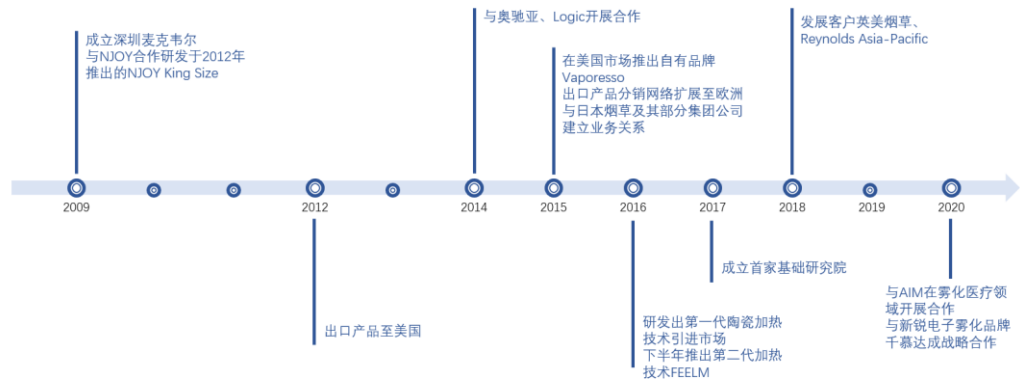 成立深圳麦克韦尔
与NJOY合作研发于2012年
推出的NJOY King Size
与奥驰亚、Logic开展合作
在美国市场推出自有品牌
Vaporesso
出口产品分销网络扩展至欧洲
与日本烟草及其部分集团公司
建立业务关系
发展客户英美烟草、
Reynolds Asia-Pacific
2009
2012
2014
2015
2016
2017
2018
2019
2020
出口产品至美国
研发出第一代陶瓷加热
技术引进市场
下半年推出第二代加热
技术FEELM
成立首家基础研究院
与AIM在雾化医疗领
域开展合作
与新锐电子雾化品牌
千慕达成战略合作